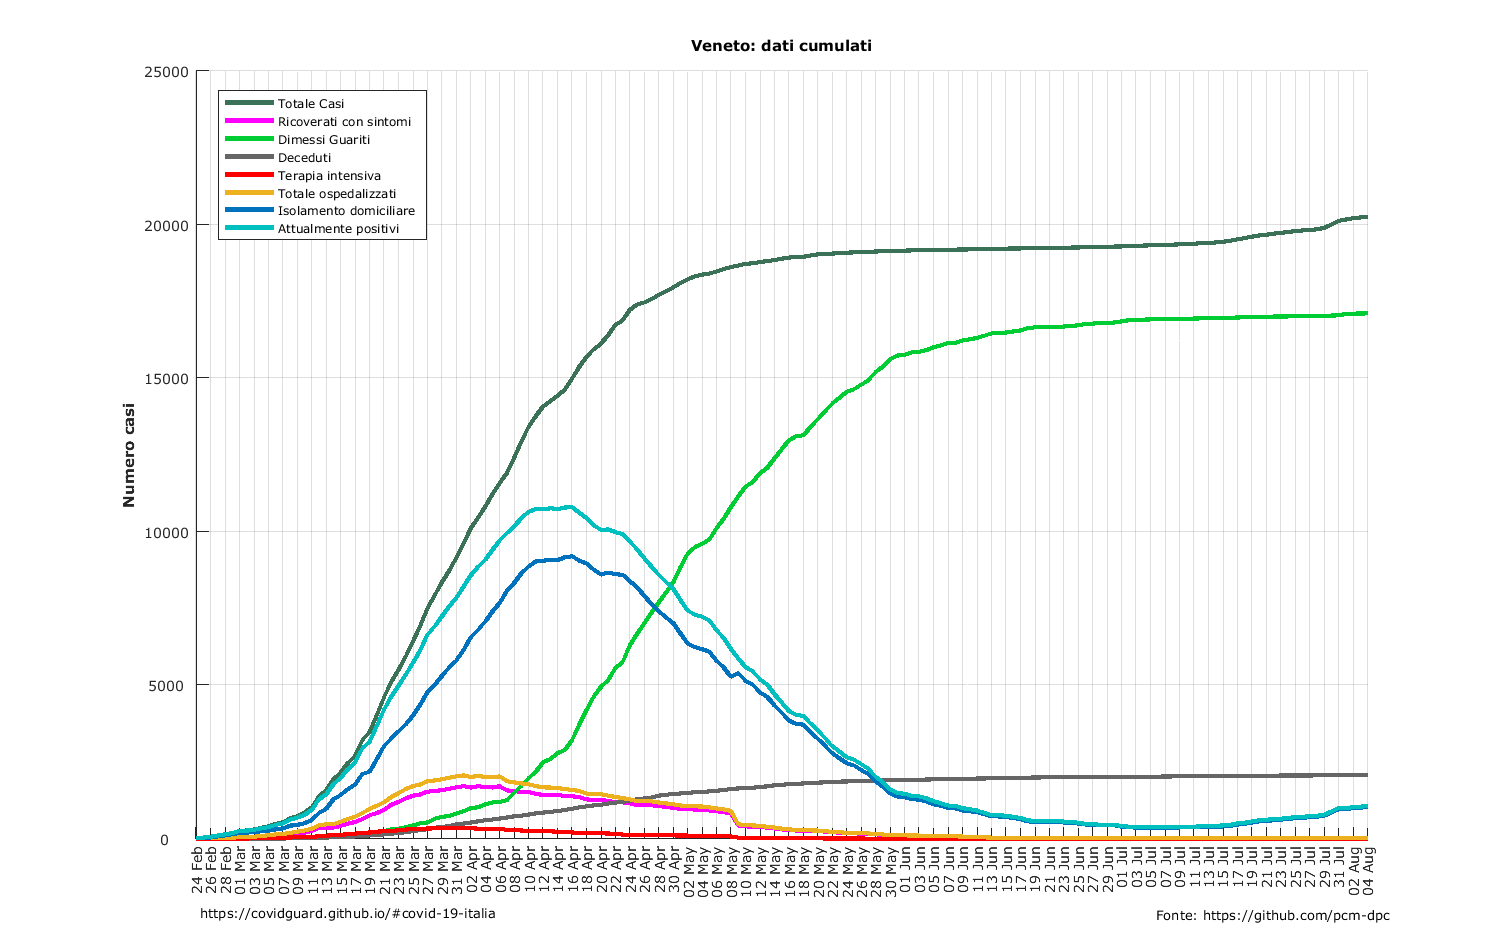 Veneto: dati cumulati
25000
20000
15000
10000
5000
0
Numero casi
Totale Casi
Ricoverati con sintomi
Dimessi Guariti
Deceduti
Terapia intensiva
Totale ospedalizzati
Isolamento domiciliare
Attualmente positivi
24 Feb
26 Feb
28 Feb
01 Mar
03 Mar
05 Mar
07 Mar
09 Mar
11 Mar
13 Mar
15 Mar
17 Mar
19 Mar
21 Mar
23 Mar
25 Mar
27 Mar
29 Mar
31 Mar
02 Apr
04 Apr
06 Apr
08 Apr
10 Apr
12 Apr
14 Apr
16 Apr
18 Apr
20 Apr
22 Apr
24 Apr
26 Apr
28 Apr
30 Apr
02 May
04 May
06 May
08 May
10 May
12 May
14 May
16 May
18 May
20 May
22 May
24 May
26 May
28 May
30 May
01 Jun
03 Jun
05 Jun
07 Jun
09 Jun
11 Jun
13 Jun
15 Jun
17 Jun
19 Jun
21 Jun
23 Jun
25 Jun
27 Jun
29 Jun
01 Jul
03 Jul
05 Jul
07 Jul
09 Jul
11 Jul
13 Jul
15 Jul
17 Jul
19 Jul
21 Jul
23 Jul
25 Jul
27 Jul
29 Jul
31 Jul
02 Aug
04 Aug
https://covidguard.github.io/#covid-19-italia
Fonte: https://github.com/pcm-dpc